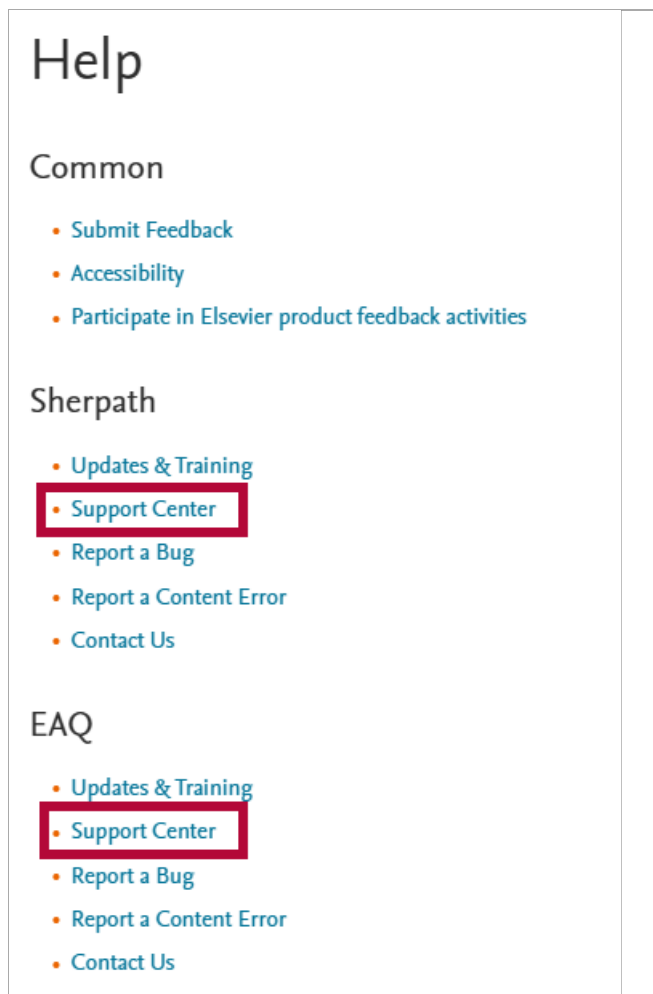 Help
Common
Submit Feedback
Accessibility
Participate in Elsevier product feedback activities
Sherpath
Updates & Training
Support Center
Report a Bug
Report a Content Error
Contact Us
EAQ
Updates & Training
Support Center
Report a Bug
Report a Content Error
Contact Us